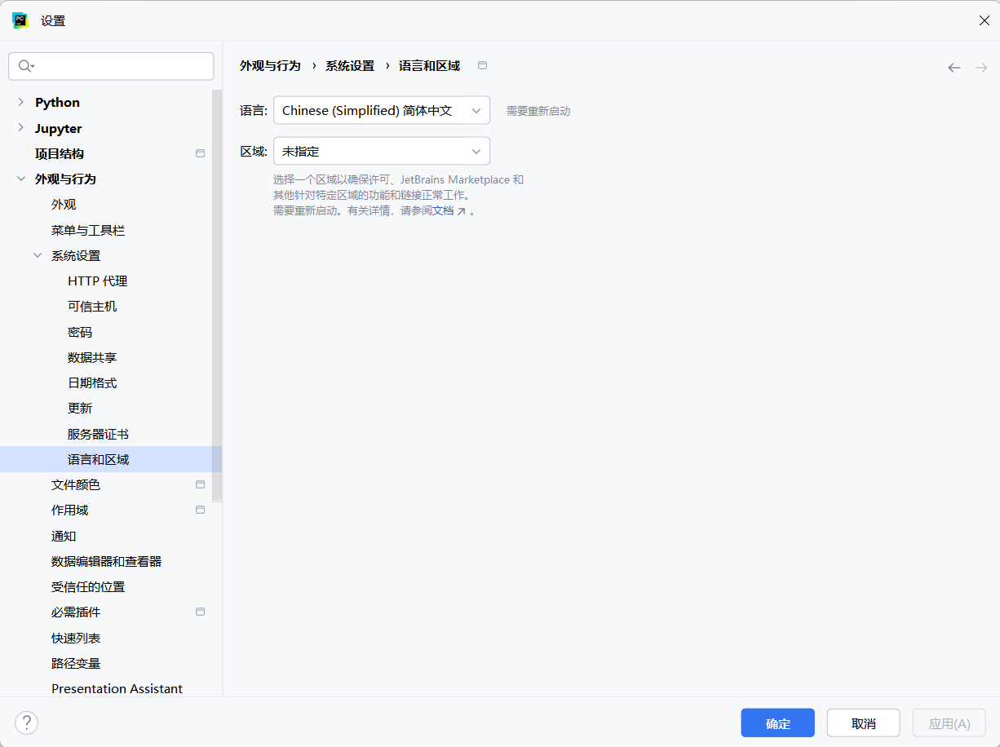 设置
外观与行为 › 系统设置 › 语言和区域
Python
Jupyter
项目结构
外观与行为
外观
菜单与工具栏
系统设置
HTTP 代理
可信主机
密码
数据共享
日期格式
更新
服务器证书
语言和区域
文件颜色
作用域
通知
数据编辑器和查看器
受信任的位置
必需插件
快速列表
路径变量
Presentation Assistant
语言: Chinese (Simplified) 简体中文 需要重新启动
区域: 未指定
选择一个区域以确保许可、JetBrains Marketplace 和
其他针对特定区域的功能和链接正常工作。
需要重新启动。有关详情，请参阅文档 ↗ 。
?
确定 取消 应用(A)